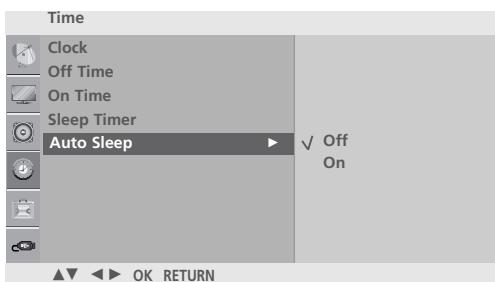 Time
Clock
Off Time
On Time
Sleep Timer
Auto Sleep ►
√ Off
On
▲▼ ◄► OK RETURN